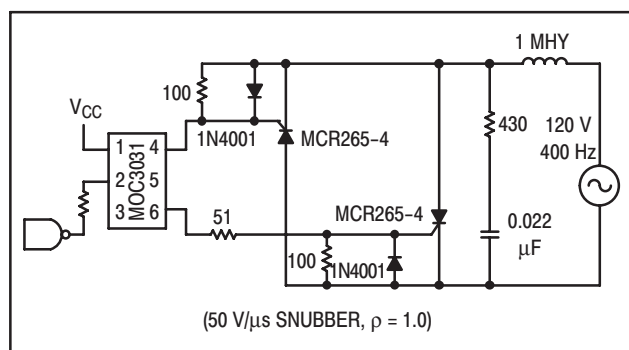 1 MHY
100
V_CC
1N4001
MCR265-4
430
120 V
400 Hz
1 4
2 5
3 6
MOC3031
51
MCR265-4
100
1N4001
0.022
µF
(50 V/µs SNUBBER, ρ = 1.0)